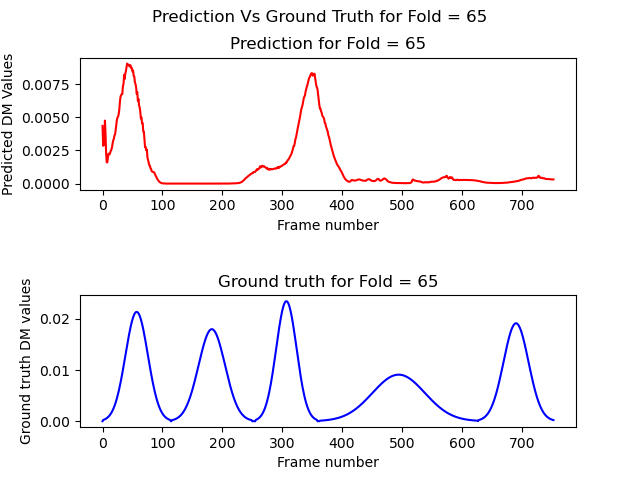 Prediction Vs Ground Truth for Fold = 65
Prediction for Fold = 65
Predicted DM Values
0.0075
0.0050
0.0025
0.0000
0 100 200 300 400 500 600 700
Frame number
Ground truth for Fold = 65
Ground truth DM values
0.02
0.01
0.00
0 100 200 300 400 500 600 700
Frame number